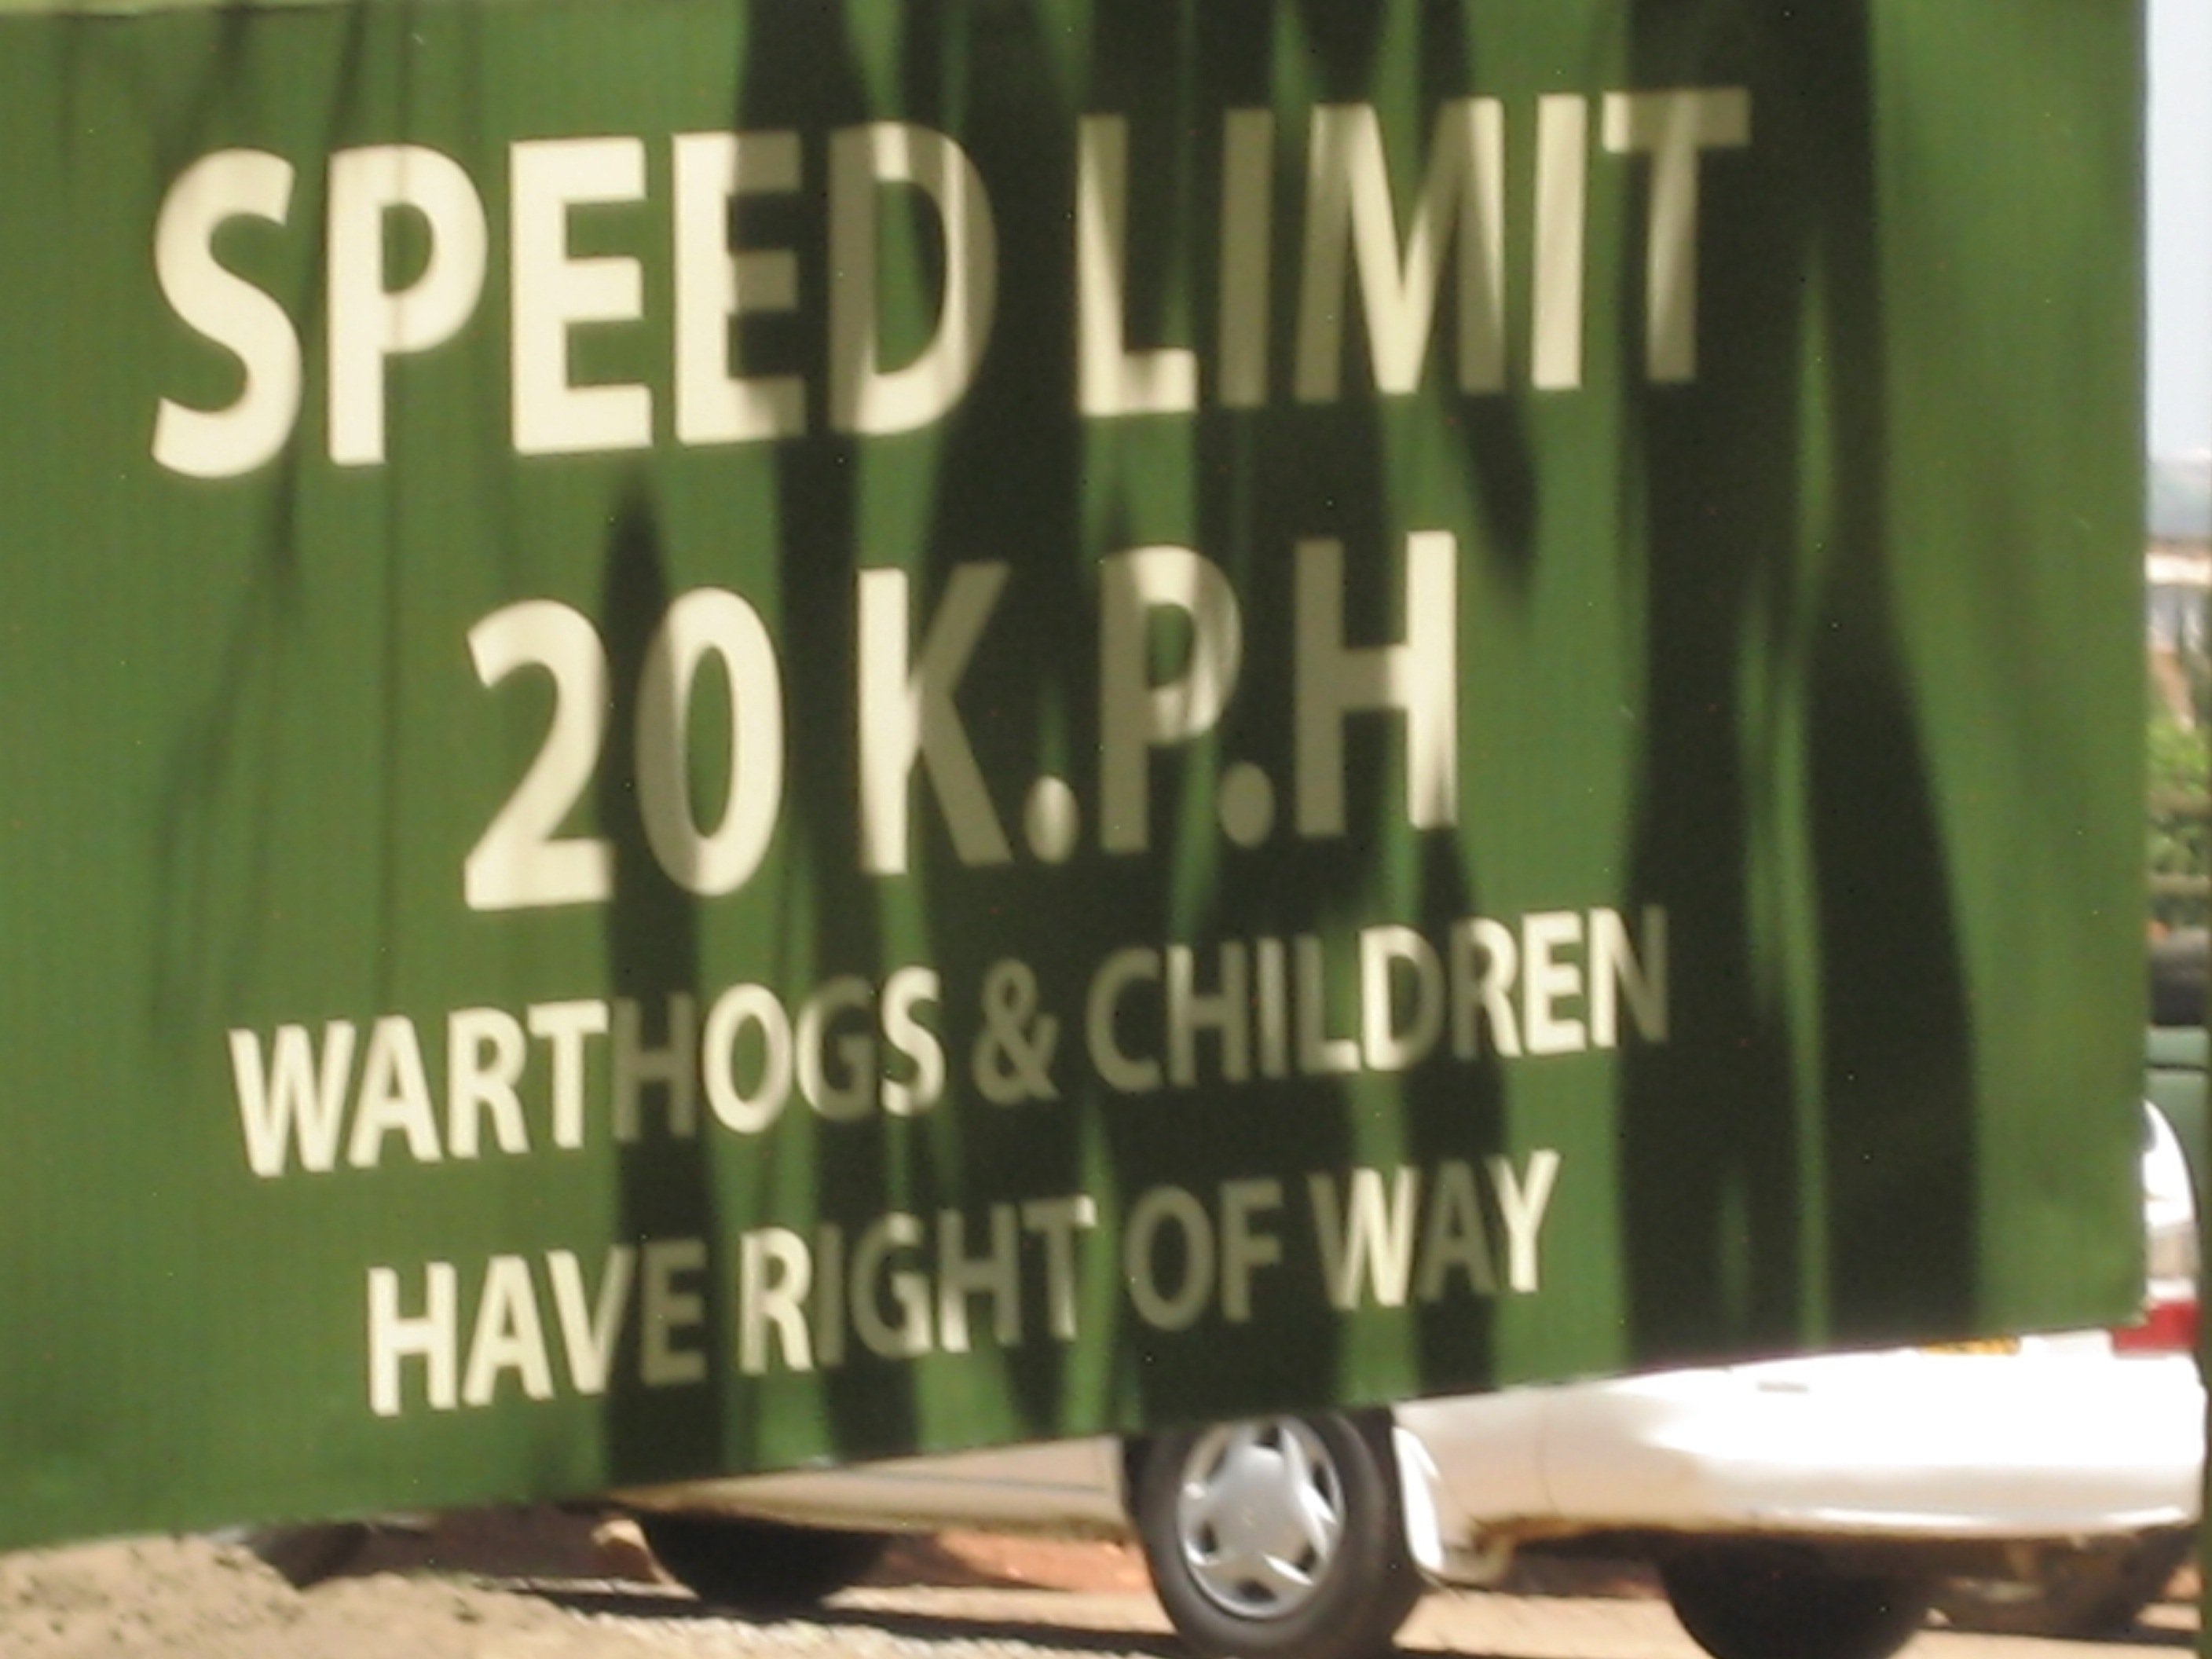 SPEED LIMIT
20 K.P.H
WARTHOGS & CHILDREN
HAVE RIGHT OF WAY